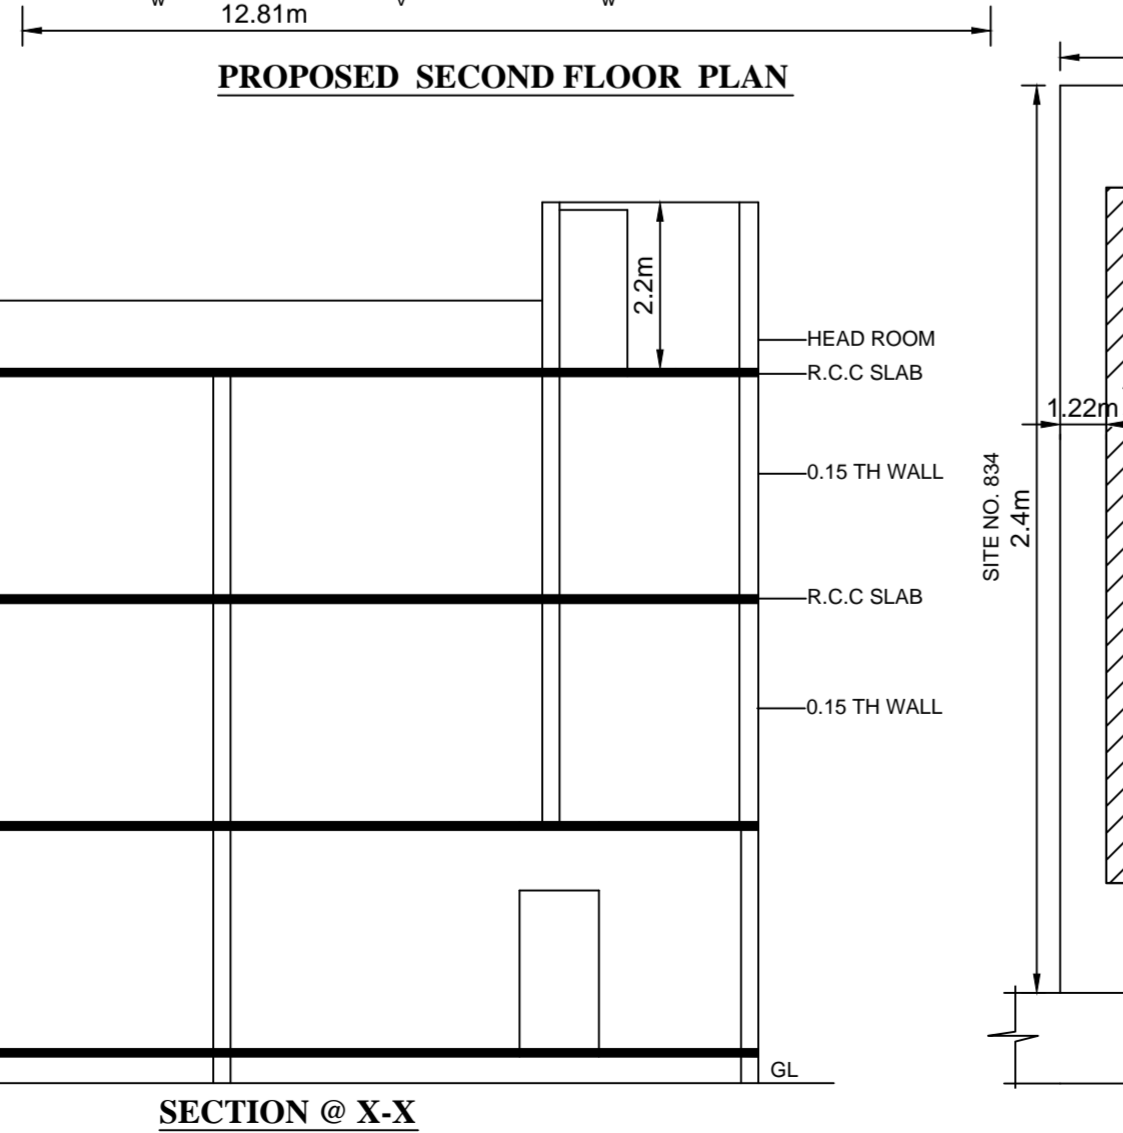 w v w
12.81m
PROPOSED SECOND FLOOR PLAN
2.2m
HEAD ROOM
R.C.C SLAB
1.22m
0.15 TH WALL
SITE NO. 834
2.4m
R.C.C SLAB
0.15 TH WALL
GL
SECTION @ X-X